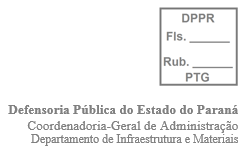 DPPR
Fls. ______
Rub. ______
PTG
Defensoria Pública do Estado do Paraná
Coordenadoria-Geral de Administração
Departamento de Infraestrutura e Materiais